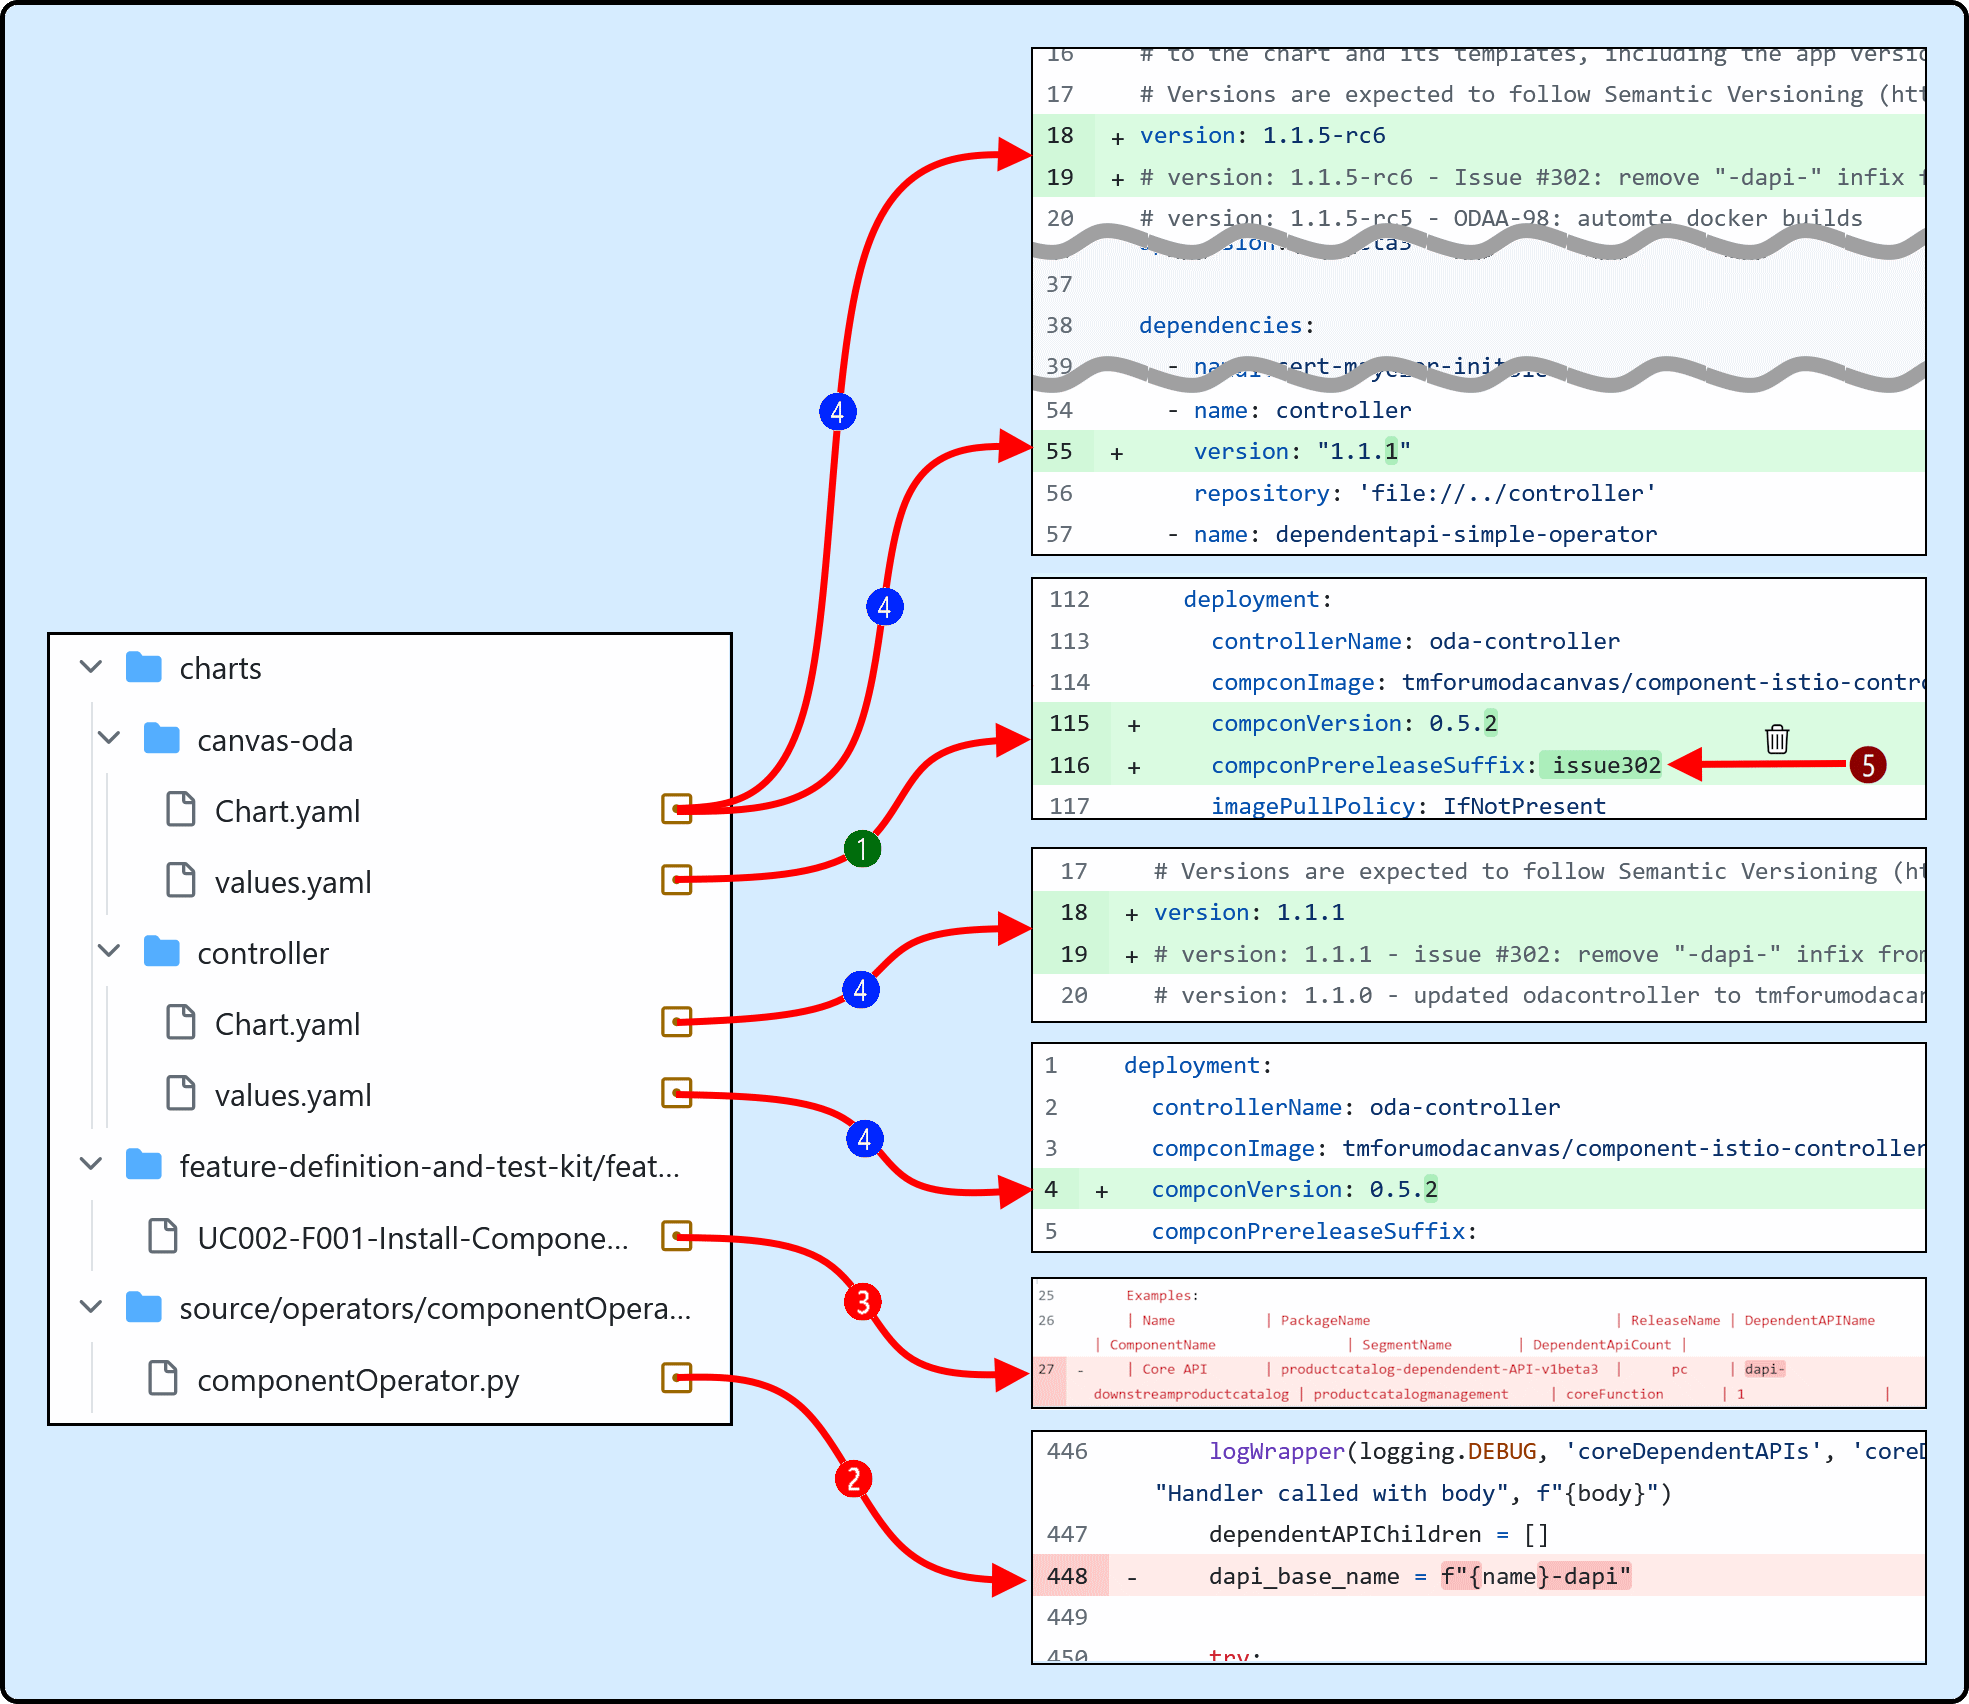 charts
canvas-oda
Chart.yaml
values.yaml
controller
Chart.yaml
values.yaml
feature-definition-and-test-kit/feat...
UC002-F001-Install-Compone...
source/operators/componentOpera...
componentOperator.py
4
4
1
4
4
3
2
16 # to the chart and its templates, including the app versic
17 # Versions are expected to follow Semantic Versioning (htt
18 + version: 1.1.5-rc6
19 + # version: 1.1.5-rc6 - Issue #302: remove "-dapi-" infix f
20 # version: 1.1.5-rc5 - ODAA-98: automte docker builds
37
38 dependencies:
39 -
54 - name: controller
55 + version: "1.1.1"
56 repository: 'file://../controller'
57 - name: dependentapi-simple-operator
112 deployment:
113 controllerName: oda-controller
114 compconImage: tmforumodacanvas/component-istio-contro
115 + compconVersion: 0.5.2
116 + compconPrereleaseSuffix: issue302
5
117 imagePullPolicy: IfNotPresent
17 # Versions are expected to follow Semantic Versioning (ht
18 + version: 1.1.1
19 + # version: 1.1.1 - issue #302: remove "-dapi-" infix from
20 # version: 1.1.0 - updated odacontroller to tmforumodacan
1 deployment:
2 controllerName: oda-controller
3 compconImage: tmforumodacanvas/component-istio-controller
4 + compconVersion: 0.5.2
5 compconPrereleaseSuffix:
25 Examples:
26 | Name | PackageName | ReleaseName | DependentAPIName
| ComponentName | SegmentName | DependentApiCount |
27 - | Core API | productcatalog-dependendent-API-v1beta3 | pc | dapi-
downstreamproductcatalog | productcatalogmanagement | coreFunction | 1 |
446 logWrapper(logging.DEBUG, 'coreDependentAPIs', 'coreD
"Handler called with body", f"{body}")
447 dependentAPIChildren = []
448 - dapi_base_name = f"{name}-dapi"
449
450 try: